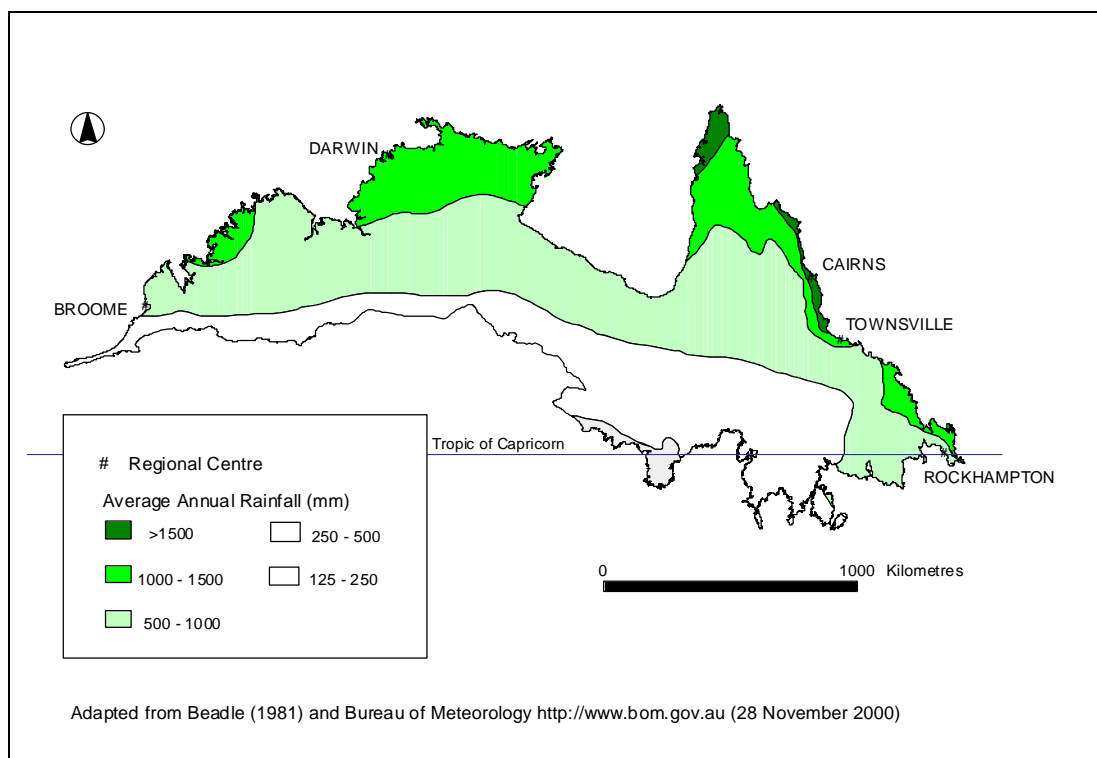 DARWIN
CAIRNS
BROOME
TOWNSVILLE
Tropic of Capricorn
# Regional Centre
ROCKHAMPTON
Average Annual Rainfall (mm)
>1500
250 - 500
1000 - 1500
125 - 250
500 - 1000
0 1000 Kilometres
Adapted from Beadle (1981) and Bureau of Meteorology http://www.bom.gov.au (28 November 2000)